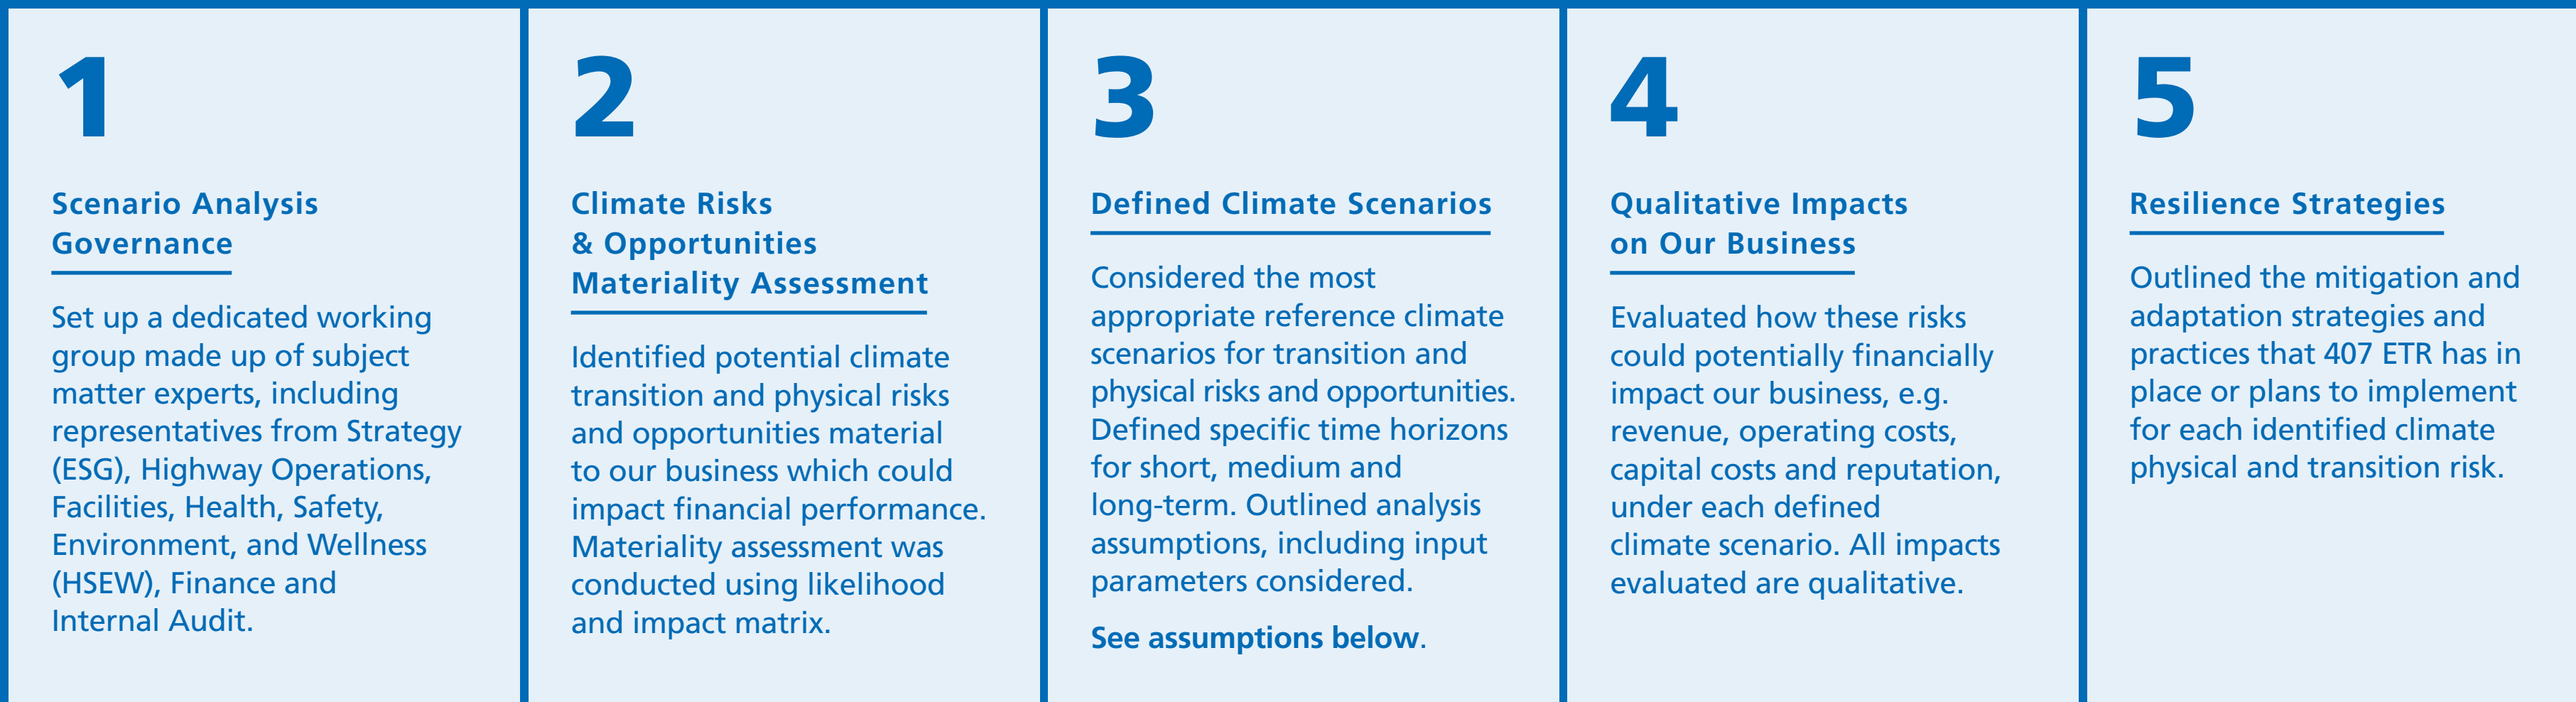 1
Scenario Analysis
Governance
Set up a dedicated working
group made up of subject
matter experts, including
representatives from Strategy
(ESG), Highway Operations,
Facilities, Health, Safety,
Environment, and Wellness
(HSEW), Finance and
Internal Audit.
2
Climate Risks
& Opportunities
Materiality Assessment
Identified potential climate
transition and physical risks
and opportunities material
to our business which could
impact financial performance.
Materiality assessment was
conducted using likelihood
and impact matrix.
3
Defined Climate Scenarios
Considered the most
appropriate reference climate
scenarios for transition and
physical risks and opportunities.
Defined specific time horizons
for short, medium and
long-term. Outlined analysis
assumptions, including input
parameters considered.
See assumptions below.
4
Qualitative Impacts
on Our Business
Evaluated how these risks
could potentially financially
impact our business, e.g.
revenue, operating costs,
capital costs and reputation,
under each defined
climate scenario. All impacts
evaluated are qualitative.
5
Resilience Strategies
Outlined the mitigation and
adaptation strategies and
practices that 407 ETR has in
place or plans to implement
for each identified climate
physical and transition risk.